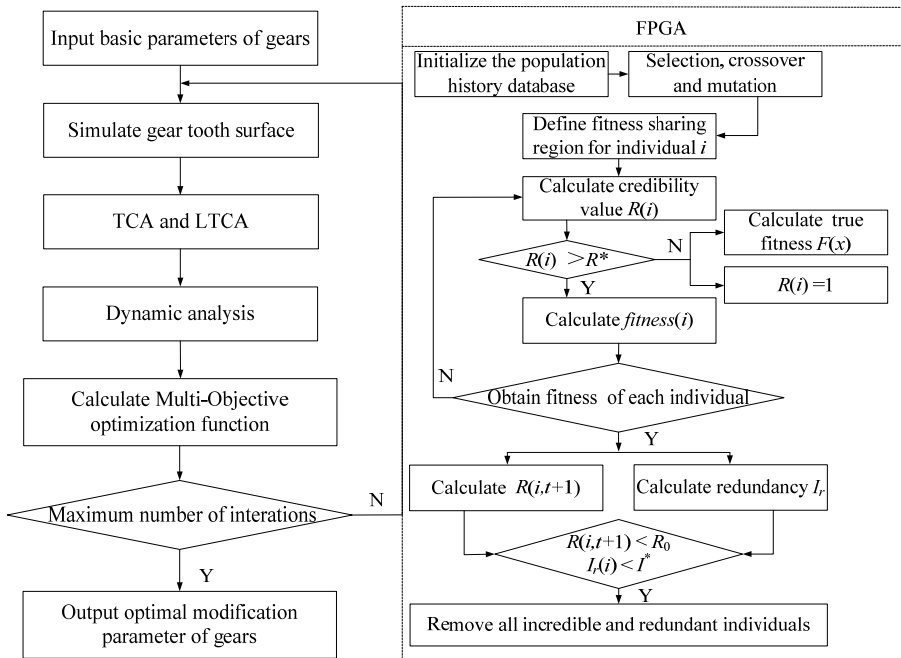 Input basic parameters of gears
Simulate gear tooth surface
TCA and LTCA
Dynamic analysis
Calculate Multi-Objective
optimization function
Maximum number of interations
N
Y
Output optimal modification
parameter of gears
FPGA
Initialize the population
history database
Selection, crossover
and mutation
Define fitness sharing
region for individual i
Calculate credibility
value R(i)
R(i) >R*
N
Calculate true
fitness F(x)
R(i) =1
Y
Calculate fitness(i)
N
Obtain fitness of each individual
Y
Calculate R(i,t+1)
Calculate redundancy Iᵣ
R(i,t+1) < R₀
Iᵣ(i) < I*
Y
Remove all incredible and redundant individuals